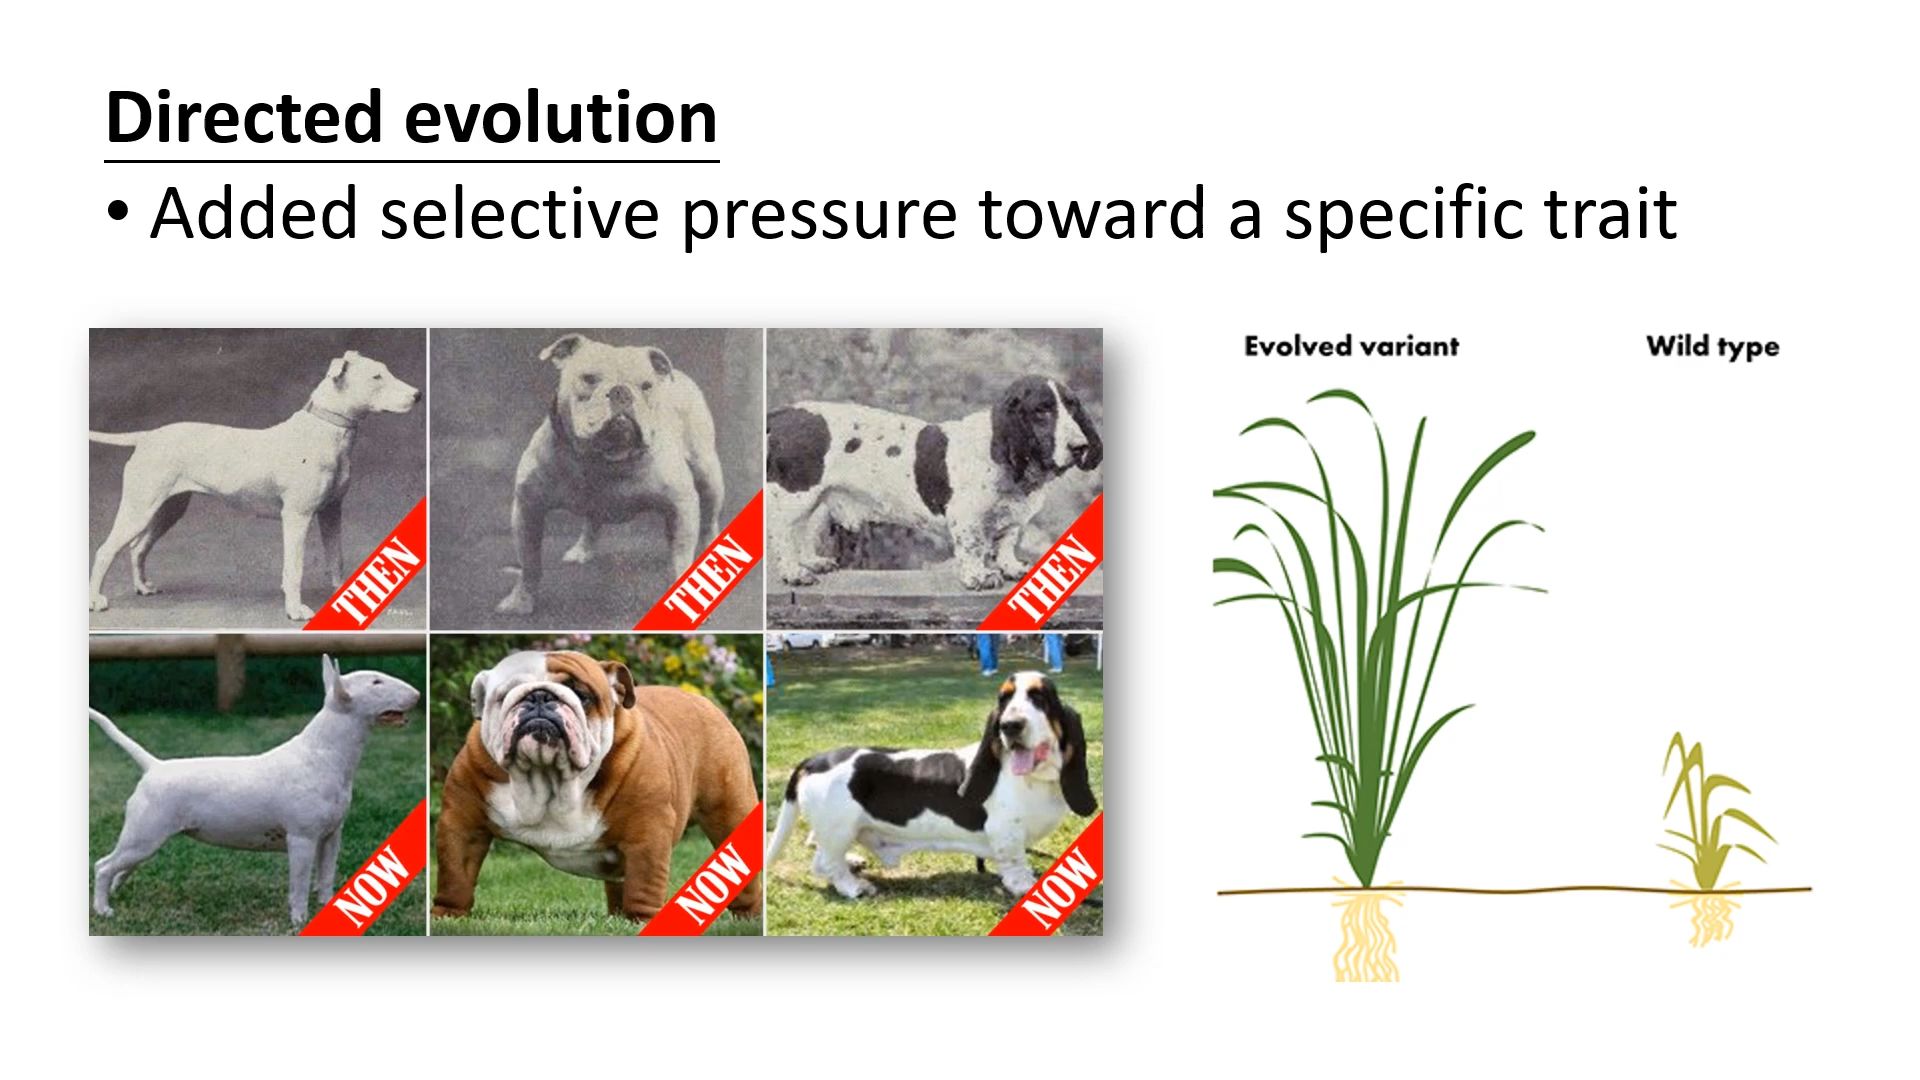 Directed evolution
• Added selective pressure toward a specific trait
Evolved variant
Wild type
THEN
THEN
THEN
NOW
NOW
NOW